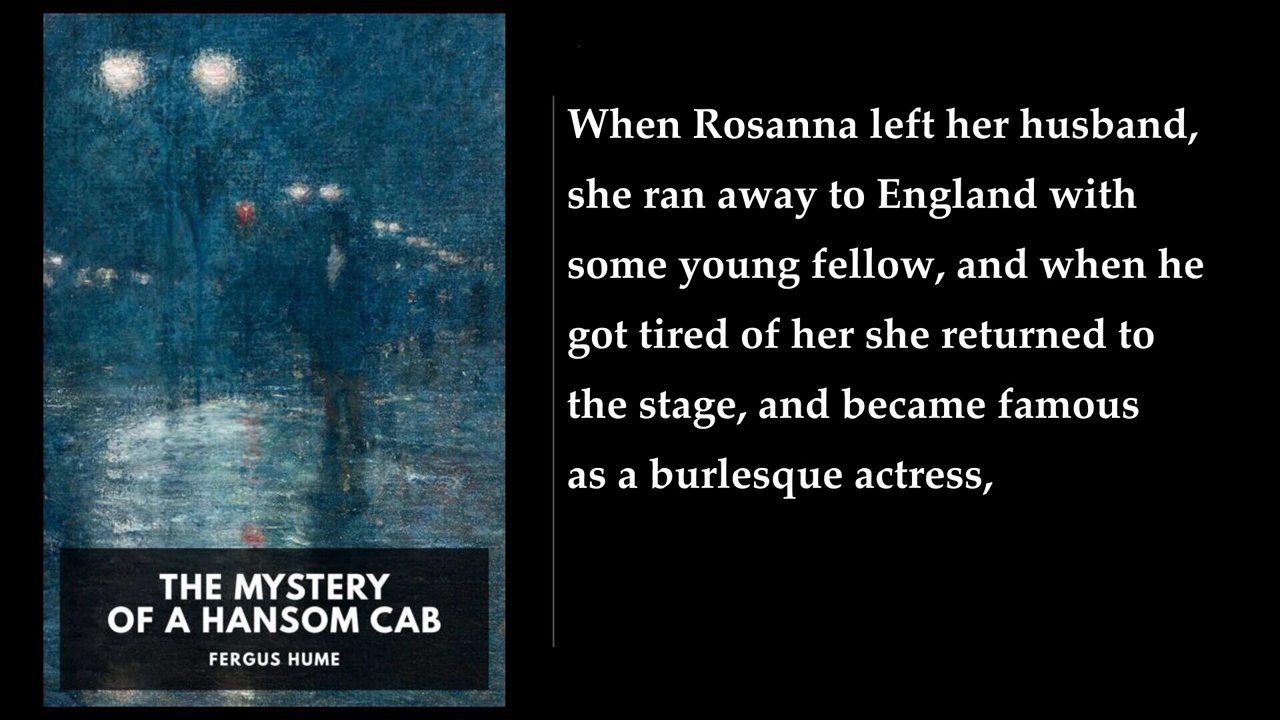 When Rosanna left her husband,
she ran away to England with
some young fellow, and when he
got tired of her she returned to
the stage, and became famous
as a burlesque actress,
THE MYSTERY
OF A HANSOM CAB
FERGUS HUME